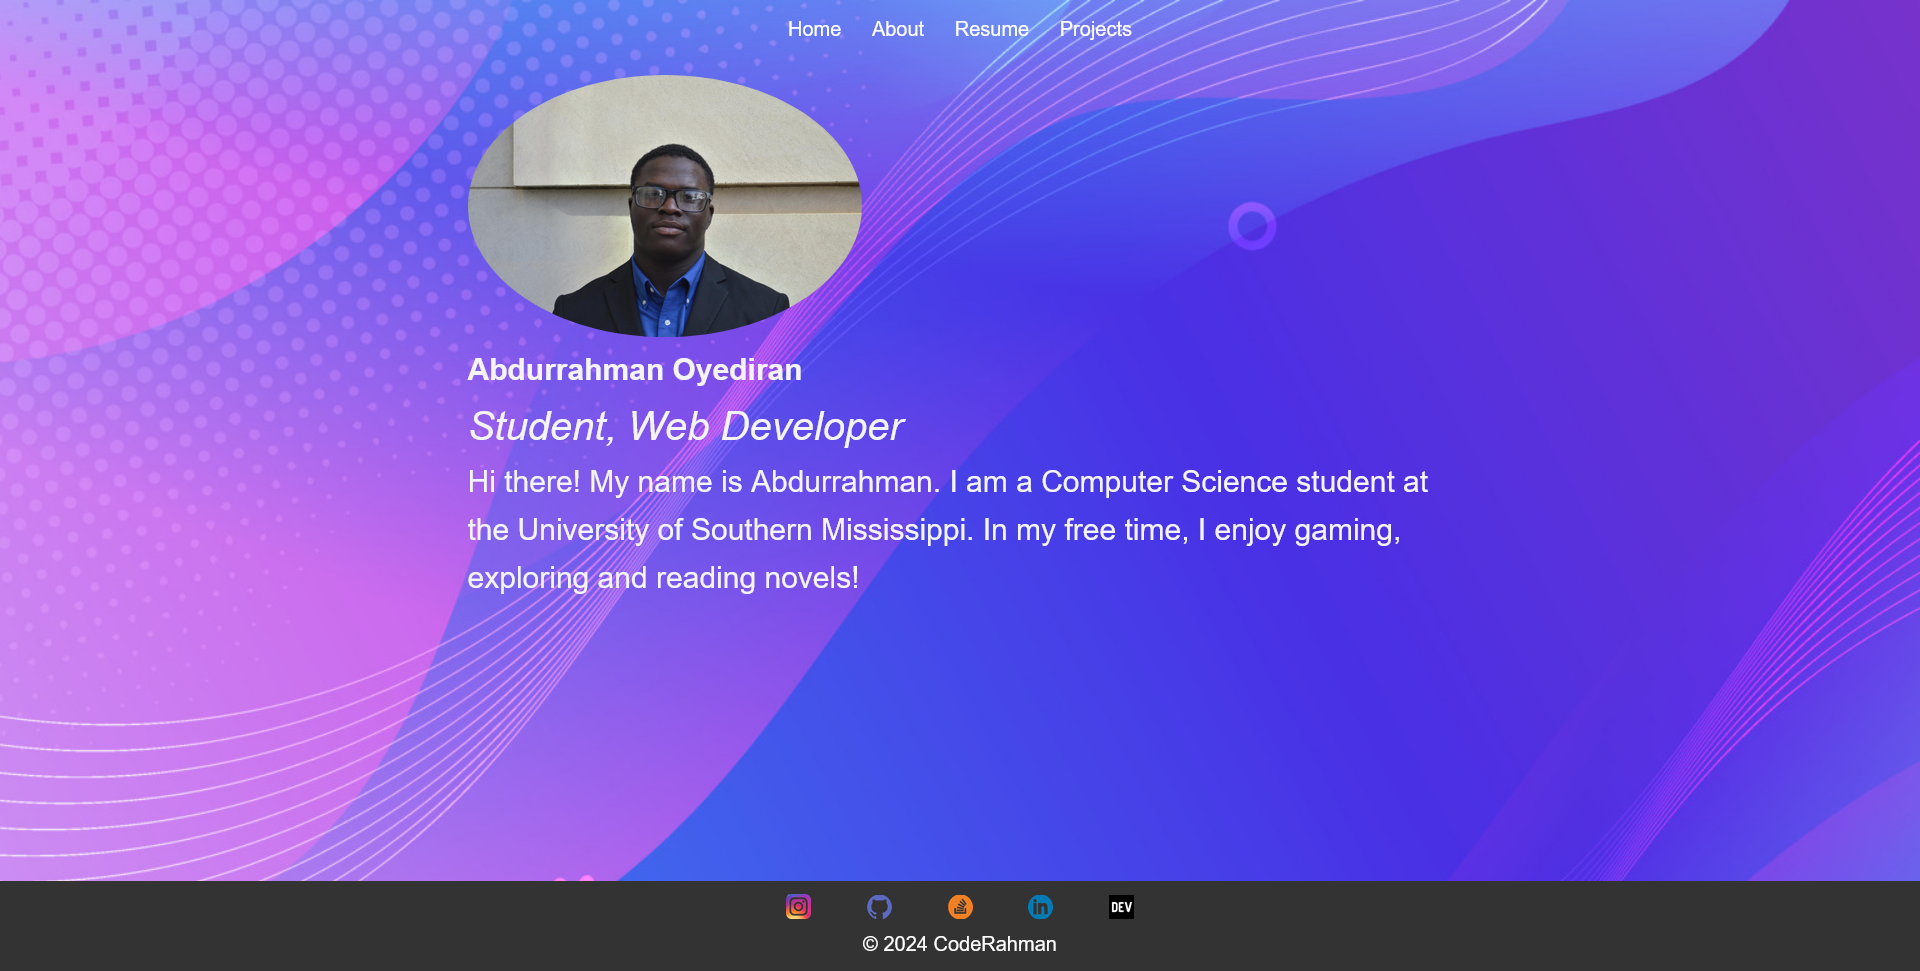 Home About Resume Projects
Abdurrahman Oyediran
Student, Web Developer
Hi there! My name is Abdurrahman. I am a Computer Science student at
the University of Southern Mississippi. In my free time, I enjoy gaming,
exploring and reading novels!
in DEV
© 2024 CodeRahman